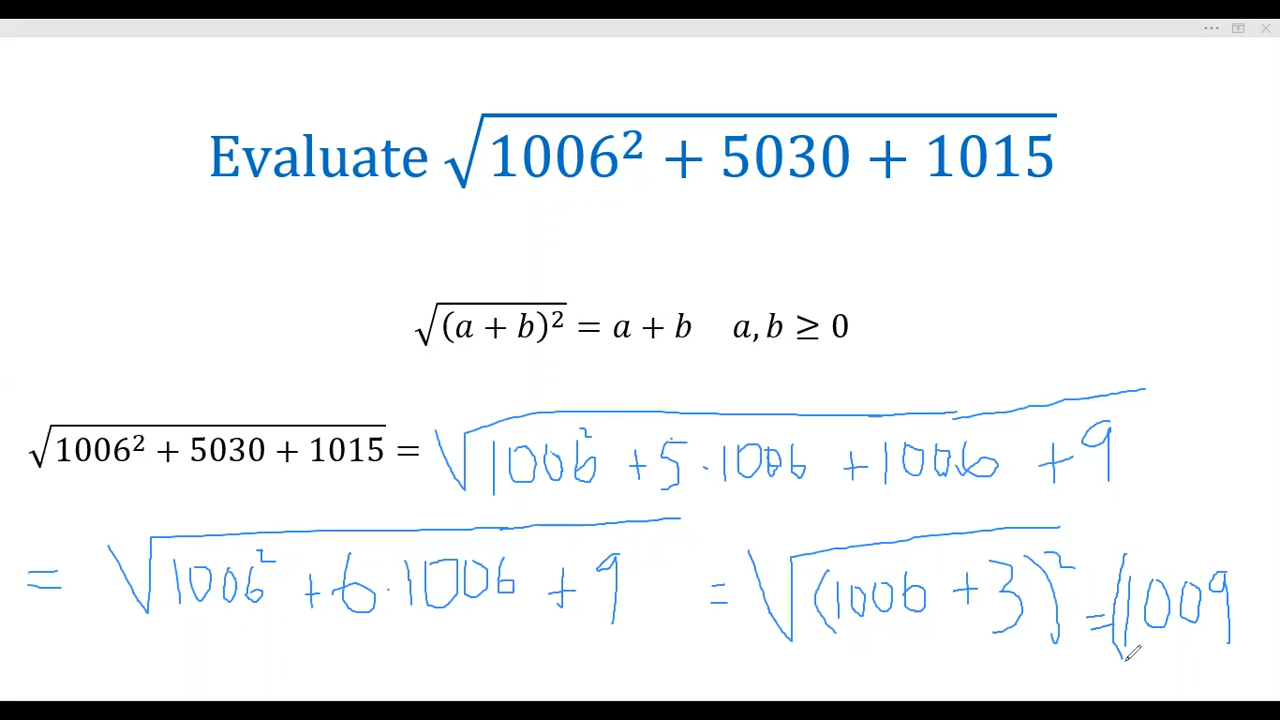 Evaluate √1006² + 5030 + 1015
√(a + b)² = a + b a, b ≥ 0
√1006² + 5030 + 1015 = √1006² + 5·1006 + 1006 + 9
= √1006² + 6·1006 + 9 = √(1006 + 3)² = 1009